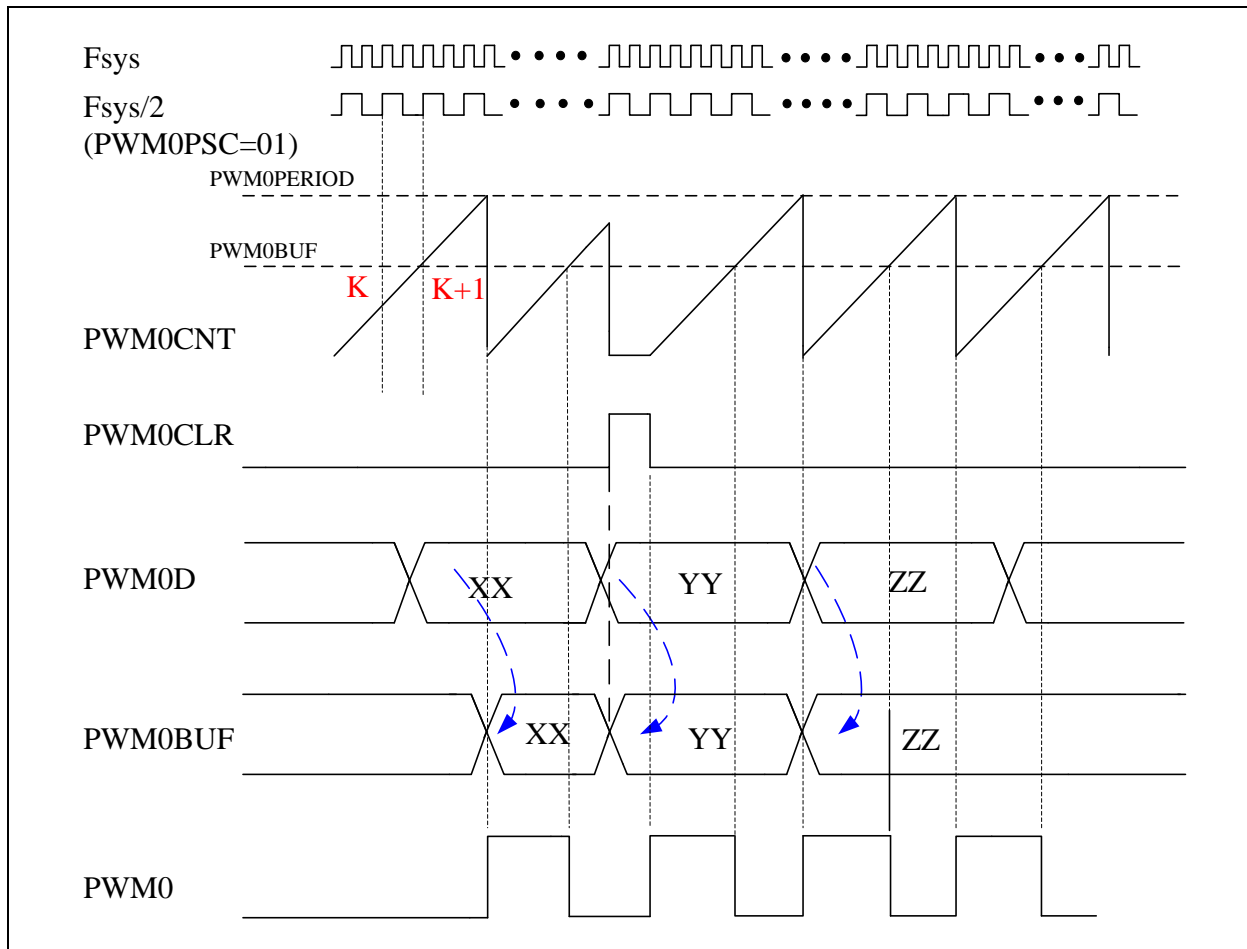 Fsys
Fsys/2
(PWM0PSC=01)
PWM0PERIOD
PWM0BUF
K
K+1
PWM0CNT
PWM0CLR
PWM0D
XX
YY
ZZ
PWM0BUF
XX
YY
ZZ
PWM0